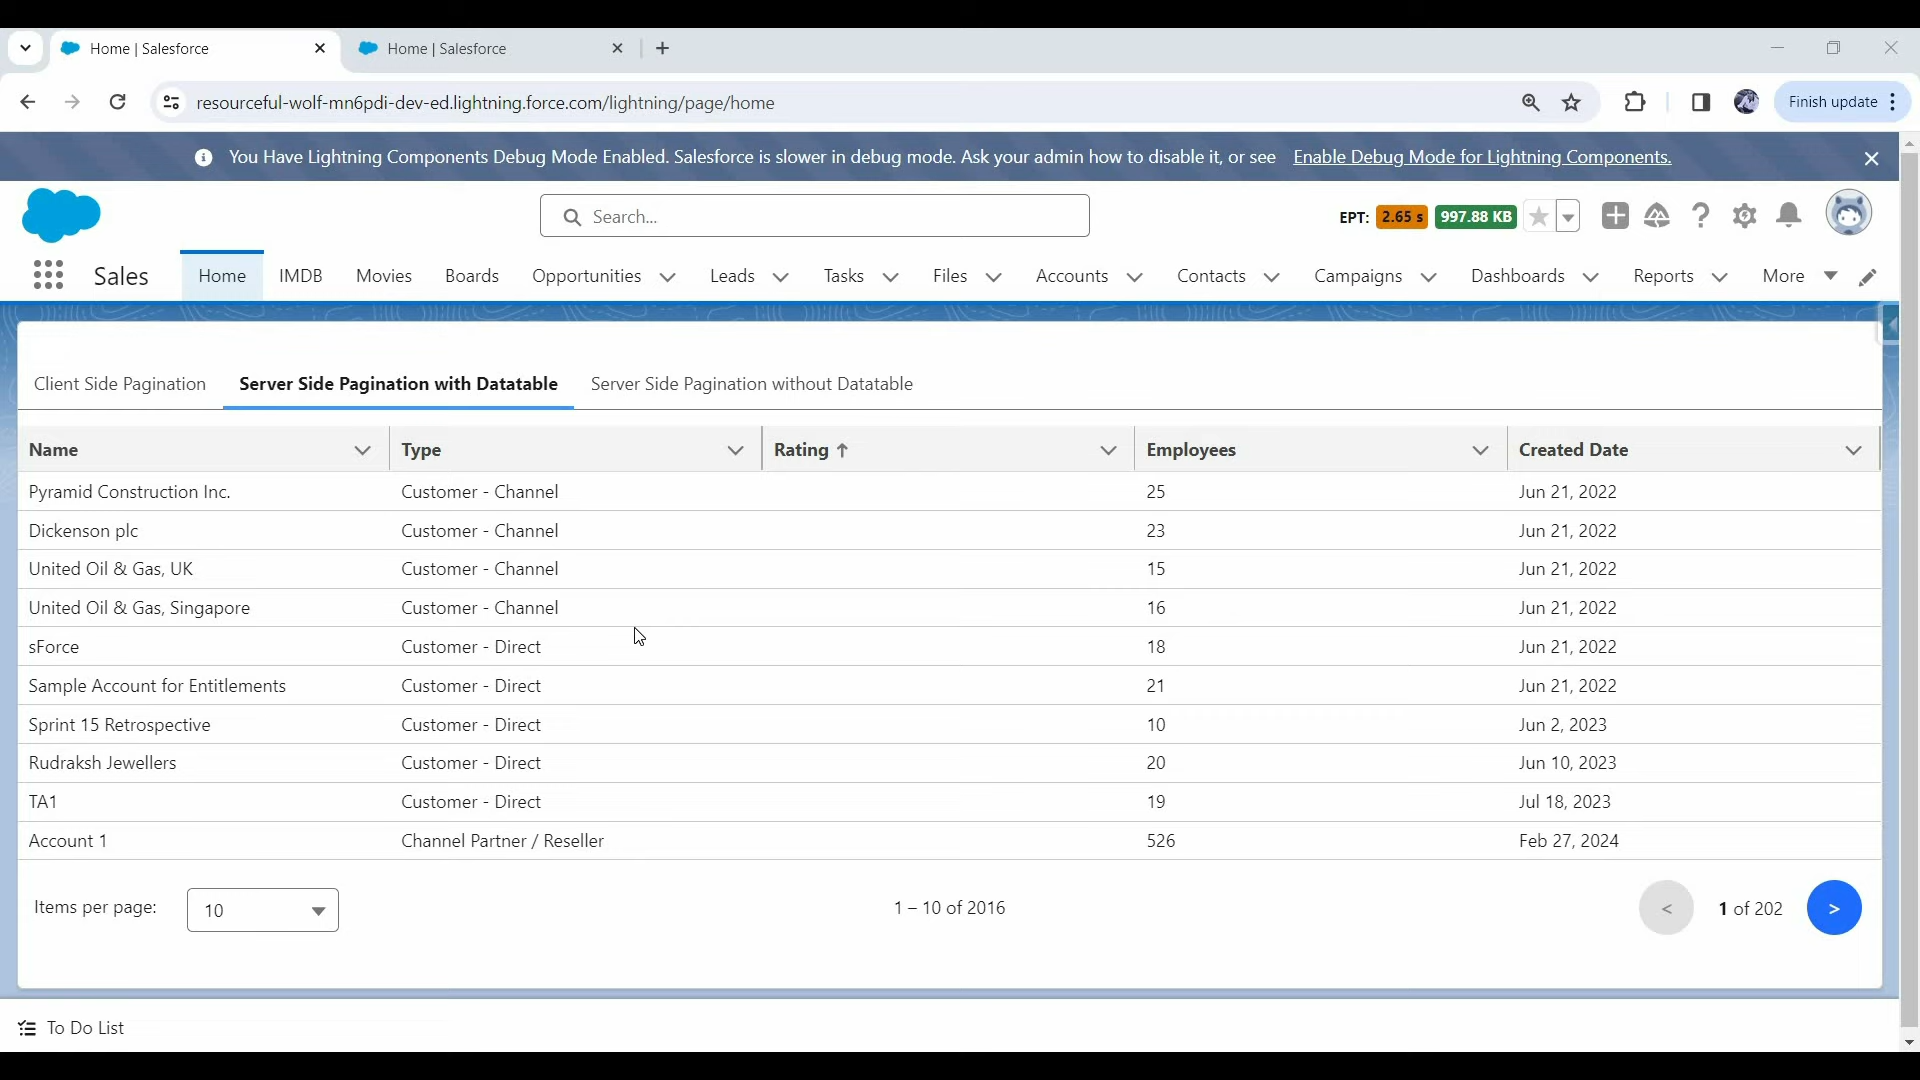 Home | Salesforce
Home | Salesforce
resourceful-wolf-mn6pdi-dev-ed.lightning.force.com/lightning/page/home
Finish update
You Have Lightning Components Debug Mode Enabled. Salesforce is slower in debug mode. Ask your admin how to disable it, or see Enable Debug Mode for Lightning Components.
Search...
EPT: 2.65 s 997.88 KB
Sales Home IMDB Movies Boards Opportunities Leads Tasks Files Accounts Contacts Campaigns Dashboards Reports More
Client Side Pagination Server Side Pagination with Datatable Server Side Pagination without Datatable
Name Type Rating ↑ Employees Created Date
Pyramid Construction Inc. Customer - Channel 25 Jun 21, 2022
Dickenson plc Customer - Channel 23 Jun 21, 2022
United Oil & Gas, UK Customer - Channel 15 Jun 21, 2022
United Oil & Gas, Singapore Customer - Channel 16 Jun 21, 2022
sForce Customer - Direct 18 Jun 21, 2022
Sample Account for Entitlements Customer - Direct 21 Jun 21, 2022
Sprint 15 Retrospective Customer - Direct 10 Jun 2, 2023
Rudraksh Jewellers Customer - Direct 20 Jun 10, 2023
TA1 Customer - Direct 19 Jul 18, 2023
Account 1 Channel Partner / Reseller 526 Feb 27, 2024
Items per page: 10 1 – 10 of 2016 < 1 of 202 >
To Do List